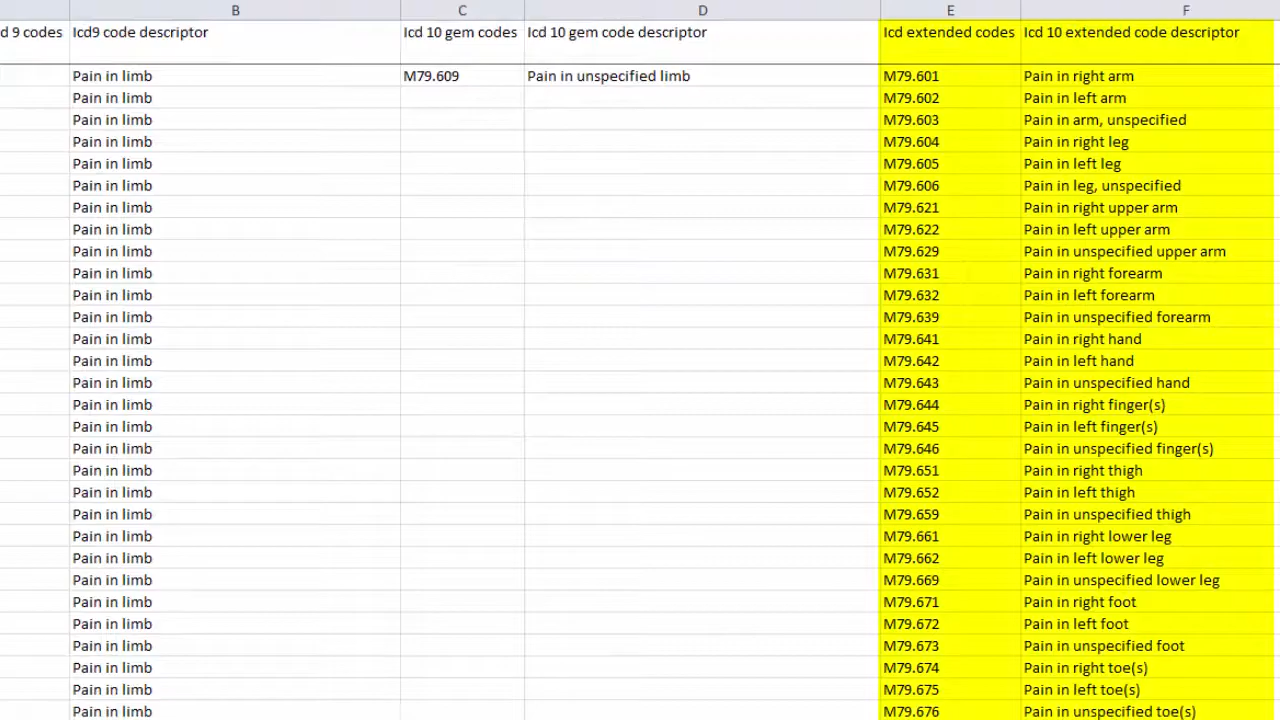 B C D E F
d 9 codes Icd9 code descriptor Icd 10 gem codes Icd 10 gem code descriptor Icd extended codes Icd 10 extended code descriptor
Pain in limb M79.609 Pain in unspecified limb M79.601 Pain in right arm
Pain in limb M79.602 Pain in left arm
Pain in limb M79.603 Pain in arm, unspecified
Pain in limb M79.604 Pain in right leg
Pain in limb M79.605 Pain in left leg
Pain in limb M79.606 Pain in leg, unspecified
Pain in limb M79.621 Pain in right upper arm
Pain in limb M79.622 Pain in left upper arm
Pain in limb M79.629 Pain in unspecified upper arm
Pain in limb M79.631 Pain in right forearm
Pain in limb M79.632 Pain in left forearm
Pain in limb M79.639 Pain in unspecified forearm
Pain in limb M79.641 Pain in right hand
Pain in limb M79.642 Pain in left hand
Pain in limb M79.643 Pain in unspecified hand
Pain in limb M79.644 Pain in right finger(s)
Pain in limb M79.645 Pain in left finger(s)
Pain in limb M79.646 Pain in unspecified finger(s)
Pain in limb M79.651 Pain in right thigh
Pain in limb M79.652 Pain in left thigh
Pain in limb M79.659 Pain in unspecified thigh
Pain in limb M79.661 Pain in right lower leg
Pain in limb M79.662 Pain in left lower leg
Pain in limb M79.669 Pain in unspecified lower leg
Pain in limb M79.671 Pain in right foot
Pain in limb M79.672 Pain in left foot
Pain in limb M79.673 Pain in unspecified foot
Pain in limb M79.674 Pain in right toe(s)
Pain in limb M79.675 Pain in left toe(s)
Pain in limb M79.676 Pain in unspecified toe(s)